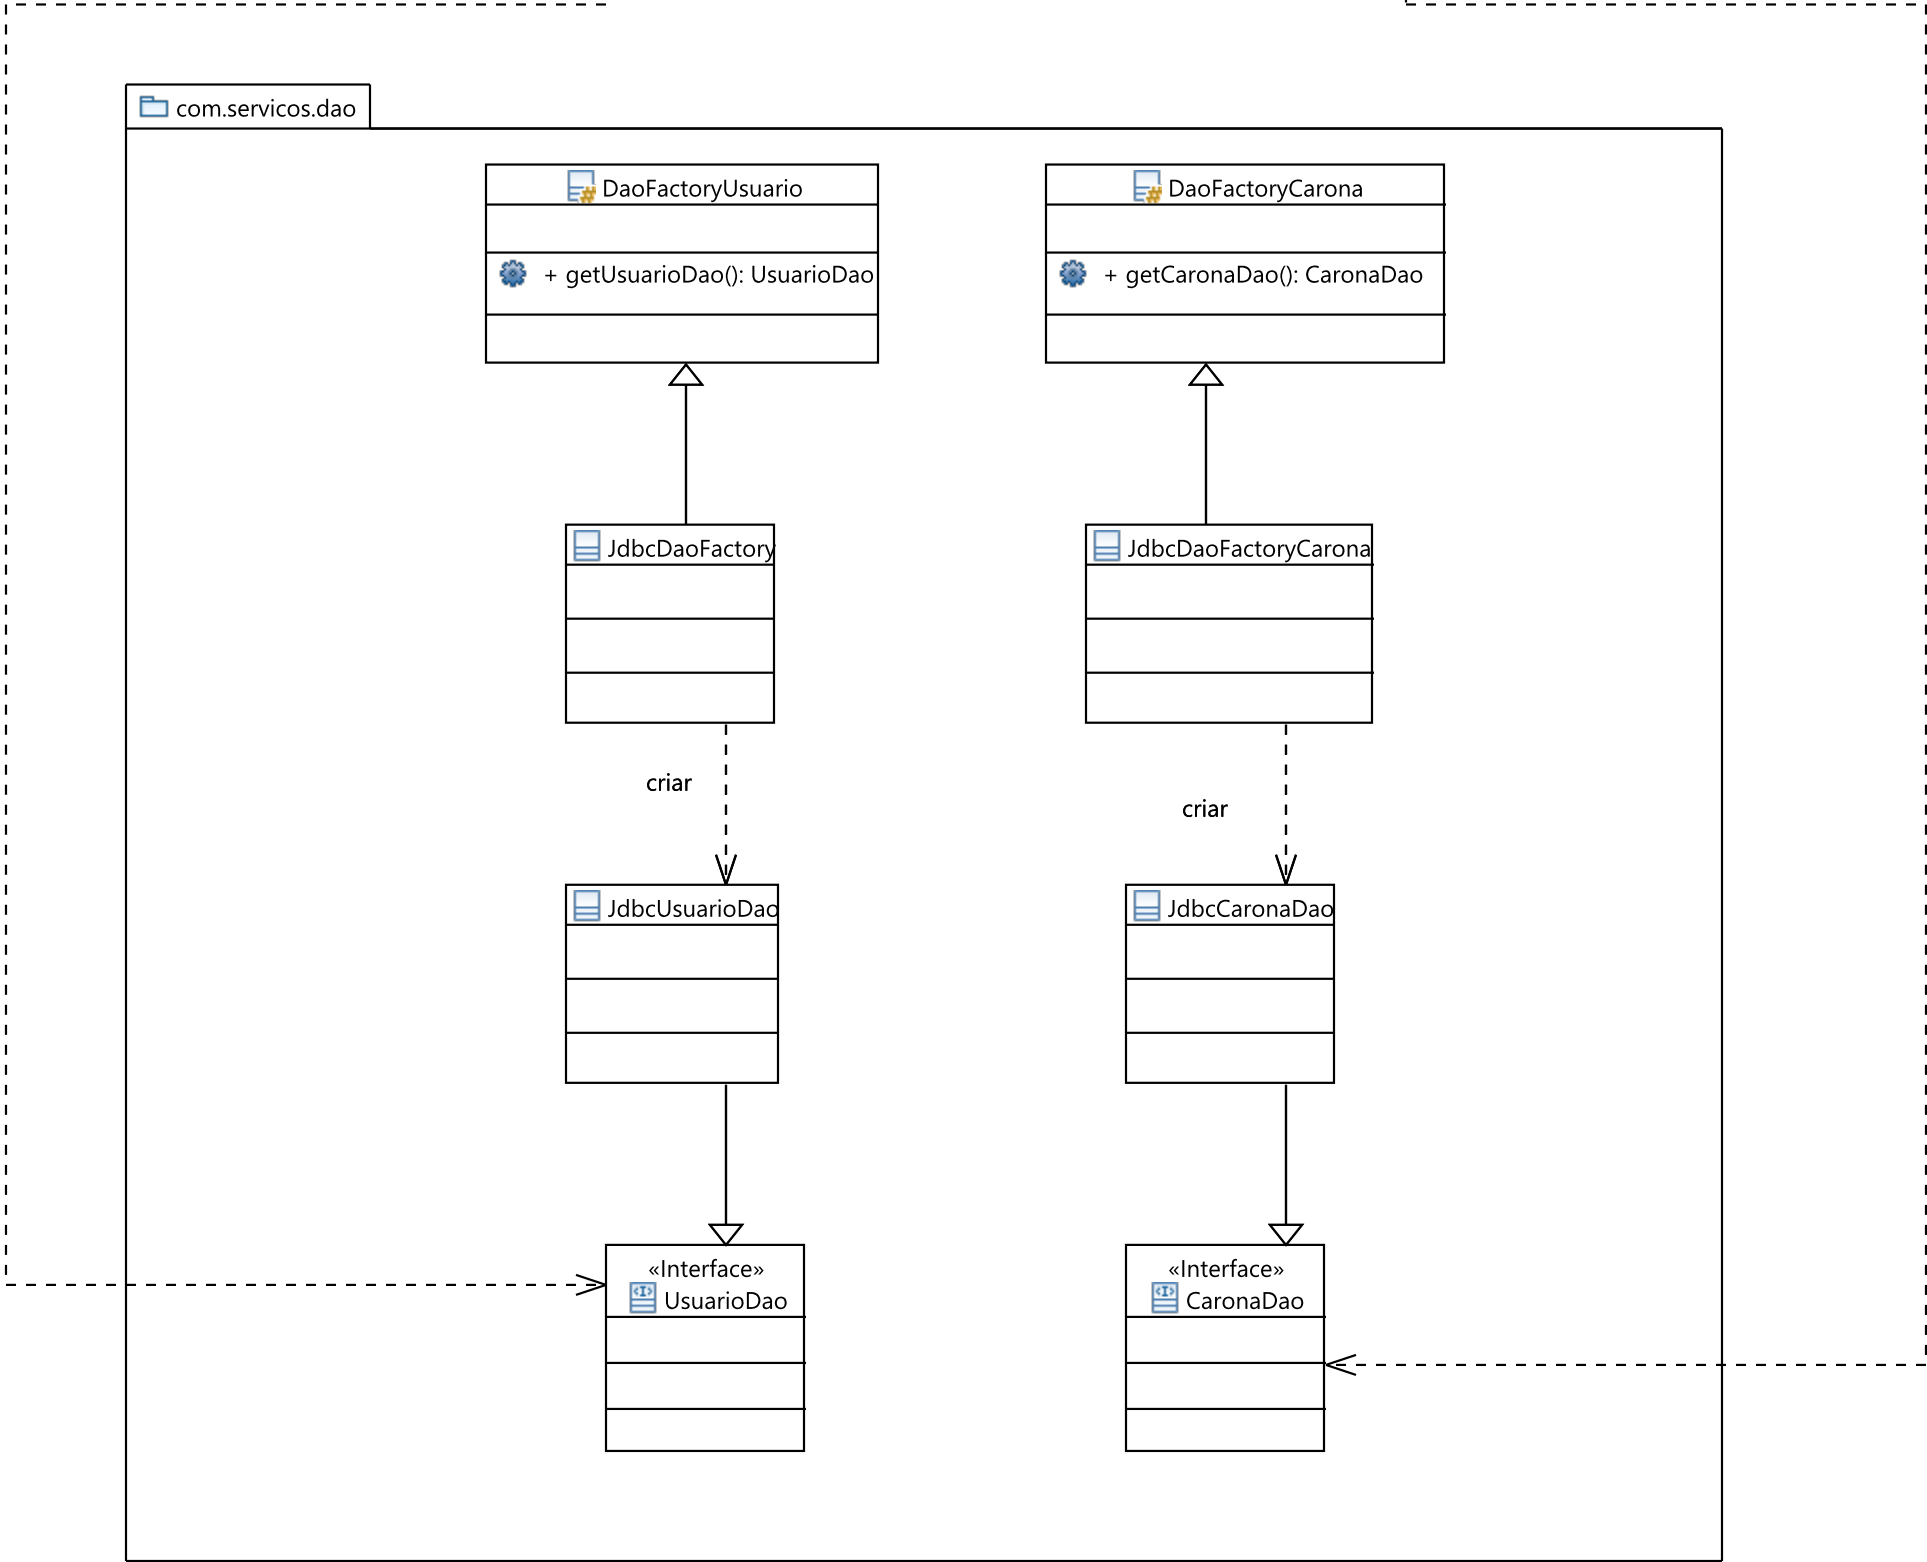 com.servicos.dao
DaoFactoryUsuario
+ getUsuarioDao(): UsuarioDao
DaoFactoryCarona
+ getCaronaDao(): CaronaDao
JdbcDaoFactory
JdbcDaoFactoryCarona
criar
criar
JdbcUsuarioDao
JdbcCaronaDao
«Interface»
UsuarioDao
«Interface»
CaronaDao